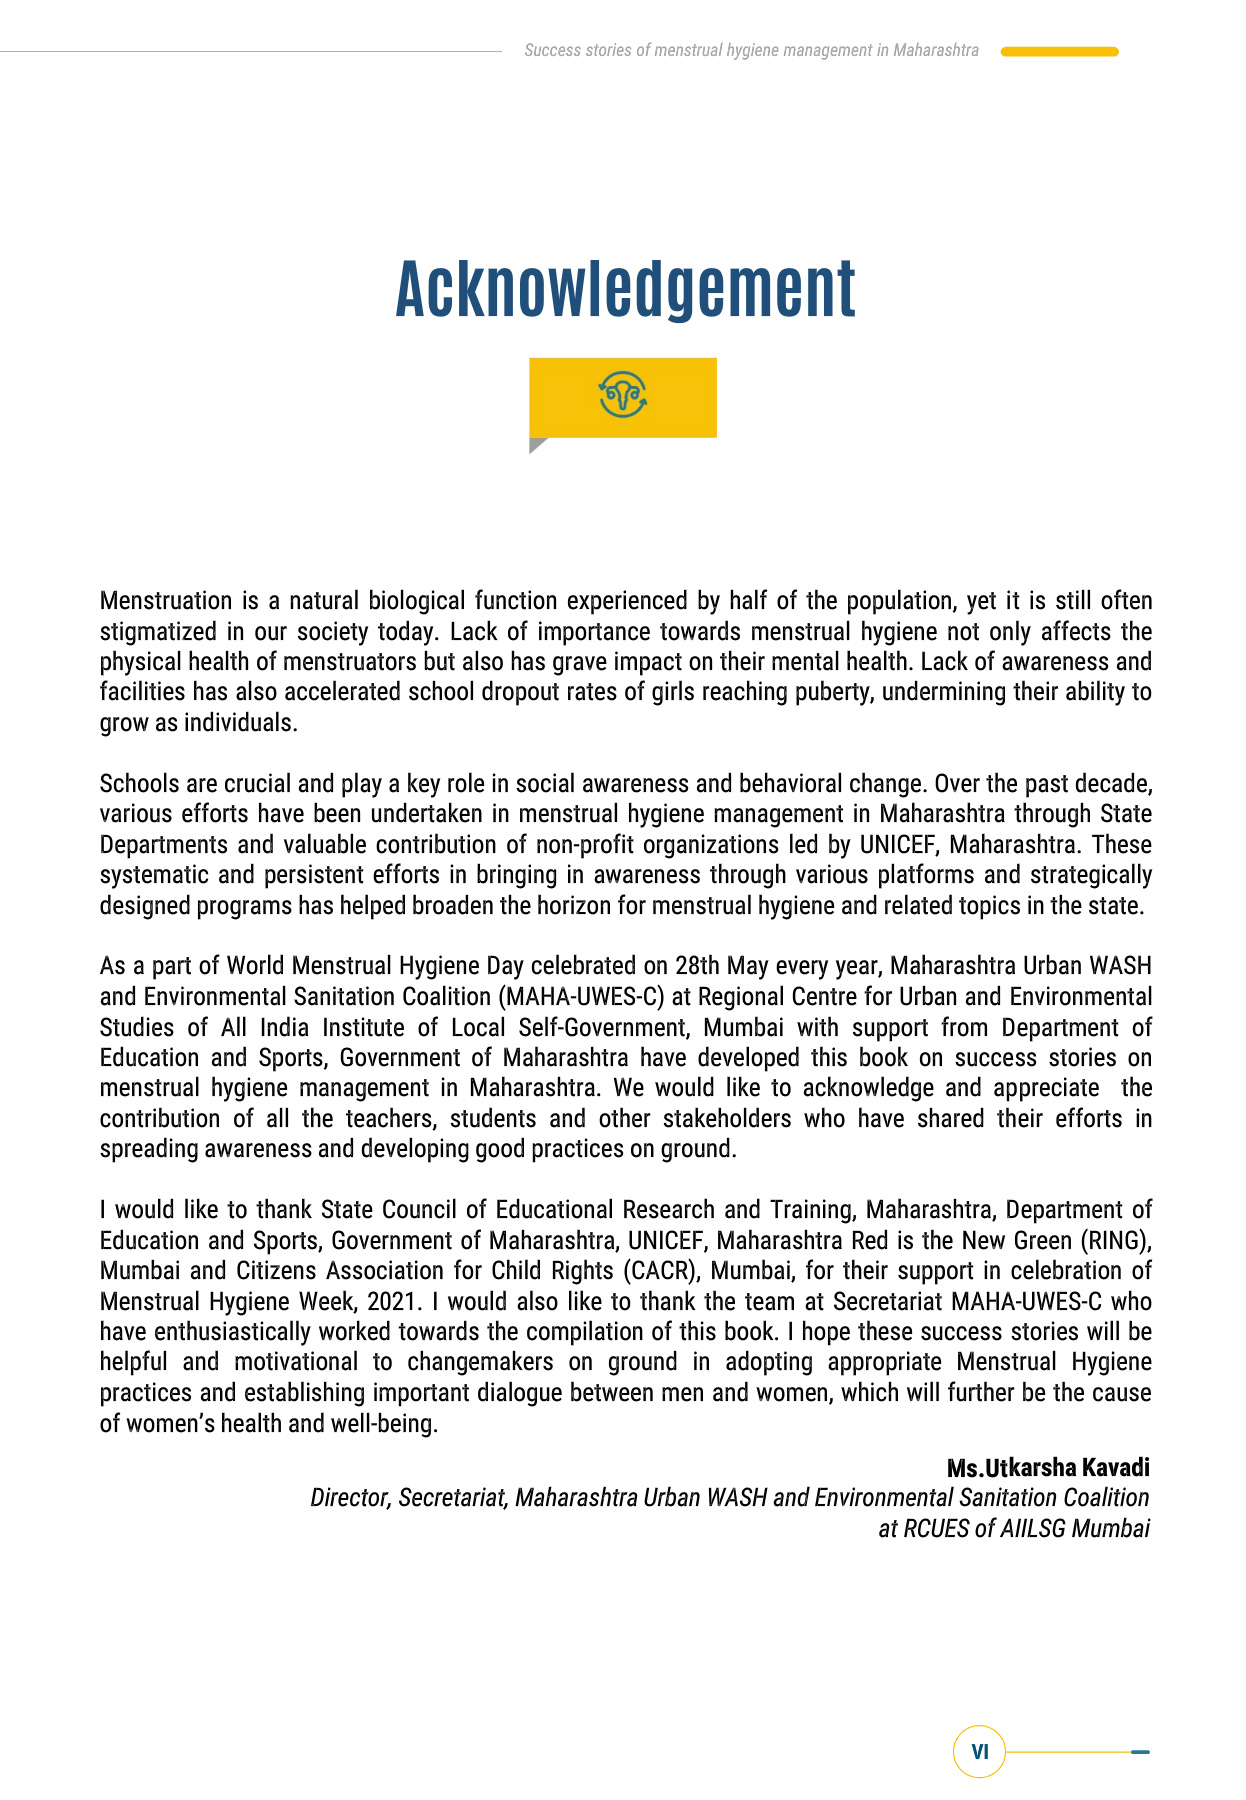 Success stories of menstrual hygiene management in Maharashtra
Acknowledgement
Menstruation is a natural biological function experienced by half of the population, yet it is still often
stigmatized in our society today. Lack of importance towards menstrual hygiene not only affects the
physical health of menstruators but also has grave impact on their mental health. Lack of awareness and
facilities has also accelerated school dropout rates of girls reaching puberty, undermining their ability to
grow as individuals.
Schools are crucial and play a key role in social awareness and behavioral change. Over the past decade,
various efforts have been undertaken in menstrual hygiene management in Maharashtra through State
Departments and valuable contribution of non-profit organizations led by UNICEF, Maharashtra. These
systematic and persistent efforts in bringing in awareness through various platforms and strategically
designed programs has helped broaden the horizon for menstrual hygiene and related topics in the state.
As a part of World Menstrual Hygiene Day celebrated on 28th May every year, Maharashtra Urban WASH
and Environmental Sanitation Coalition (MAHA-UWES-C) at Regional Centre for Urban and Environmental
Studies of All India Institute of Local Self-Government, Mumbai with support from Department of
Education and Sports, Government of Maharashtra have developed this book on success stories on
menstrual hygiene management in Maharashtra. We would like to acknowledge and appreciate the
contribution of all the teachers, students and other stakeholders who have shared their efforts in
spreading awareness and developing good practices on ground.
I would like to thank State Council of Educational Research and Training, Maharashtra, Department of
Education and Sports, Government of Maharashtra, UNICEF, Maharashtra Red is the New Green (RING),
Mumbai and Citizens Association for Child Rights (CACR), Mumbai, for their support in celebration of
Menstrual Hygiene Week, 2021. I would also like to thank the team at Secretariat MAHA-UWES-C who
have enthusiastically worked towards the compilation of this book. I hope these success stories will be
helpful and motivational to changemakers on ground in adopting appropriate Menstrual Hygiene
practices and establishing important dialogue between men and women, which will further be the cause
of women’s health and well-being.
Ms.Utkarsha Kavadi
Director, Secretariat, Maharashtra Urban WASH and Environmental Sanitation Coalition
at RCUES of AIILSG Mumbai
VI